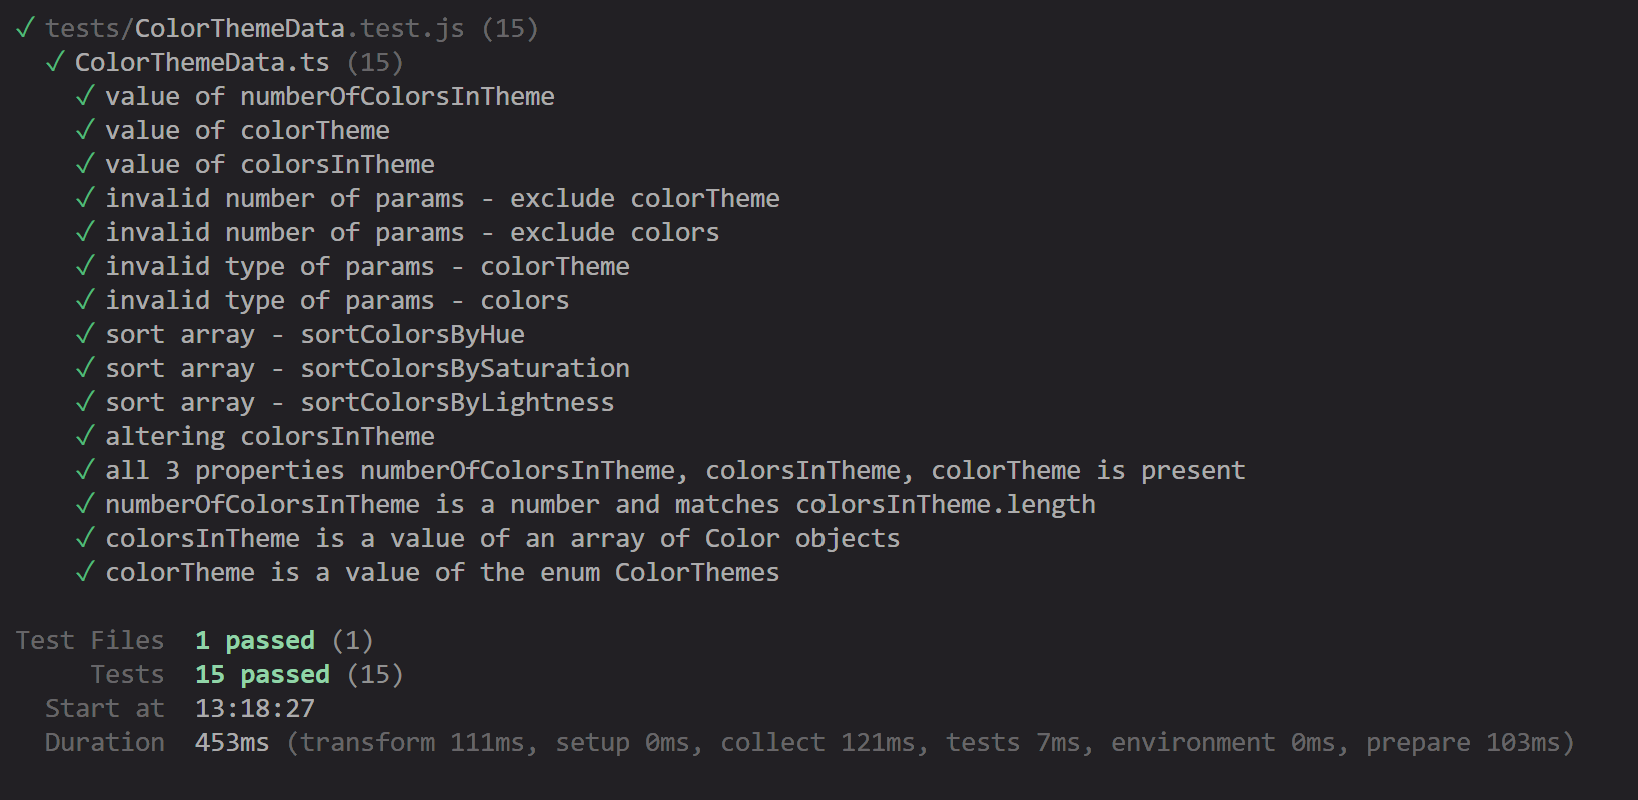 ✓ tests/ColorThemeData.test.js (15)
✓ ColorThemeData.ts (15)
✓ value of numberOfColorsInTheme
✓ value of colorTheme
✓ value of colorsInTheme
✓ invalid number of params - exclude colorTheme
✓ invalid number of params - exclude colors
✓ invalid type of params - colorTheme
✓ invalid type of params - colors
✓ sort array - sortColorsByHue
✓ sort array - sortColorsBySaturation
✓ sort array - sortColorsByLightness
✓ altering colorsInTheme
✓ all 3 properties numberOfColorsInTheme, colorsInTheme, colorTheme is present
✓ numberOfColorsInTheme is a number and matches colorsInTheme.length
✓ colorsInTheme is a value of an array of Color objects
✓ colorTheme is a value of the enum ColorThemes
Test Files 1 passed (1)
Tests 15 passed (15)
Start at 13:18:27
Duration 453ms (transform 111ms, setup 0ms, collect 121ms, tests 7ms, environment 0ms, prepare 103ms)